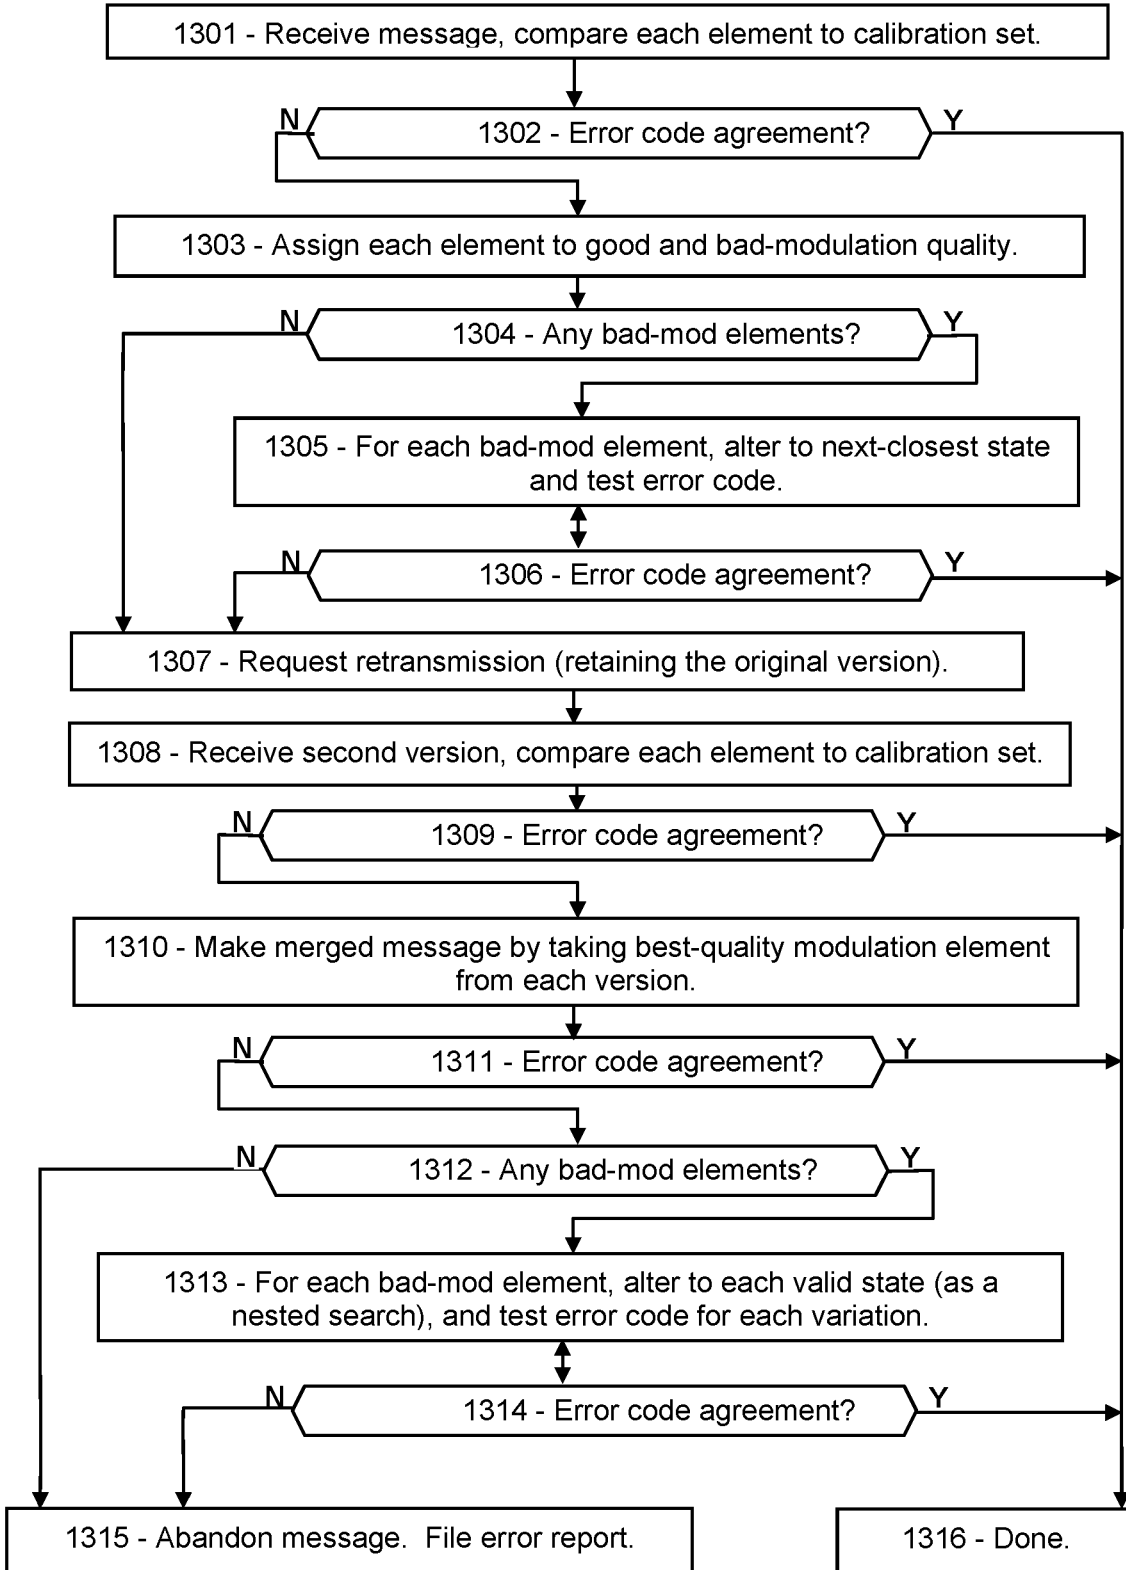 1301 - Receive message, compare each element to calibration set.
N
Y
1302 - Error code agreement?
1303 - Assign each element to good and bad-modulation quality.
N
Y
1304 - Any bad-mod elements?
1305 - For each bad-mod element, alter to next-closest state
and test error code.
N
Y
1306 - Error code agreement?
1307 - Request retransmission (retaining the original version).
1308 - Receive second version, compare each element to calibration set.
N
Y
1309 - Error code agreement?
1310 - Make merged message by taking best-quality modulation element
from each version.
N
Y
1311 - Error code agreement?
N
Y
1312 - Any bad-mod elements?
1313 - For each bad-mod element, alter to each valid state (as a
nested search), and test error code for each variation.
N
Y
1314 - Error code agreement?
1315 - Abandon message.  File error report.
1316 - Done.